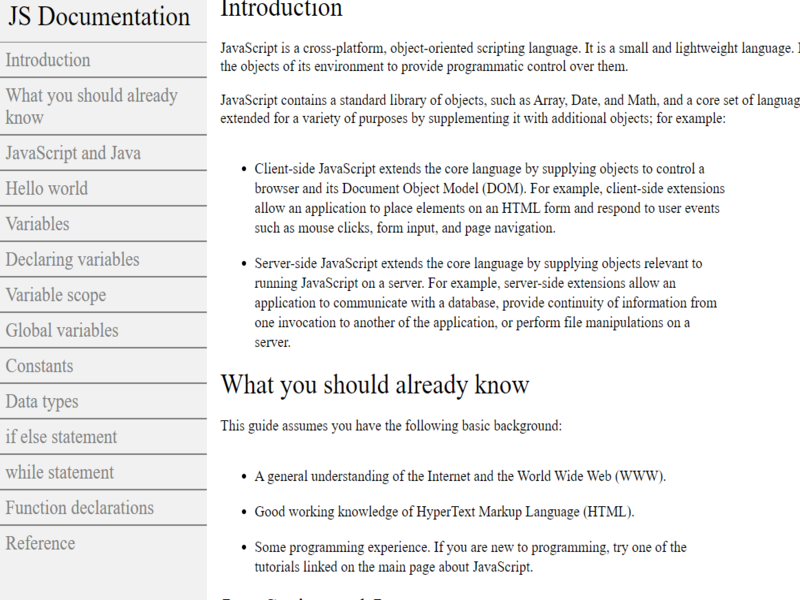 JS Documentation
Introduction
What you should already
know
JavaScript and Java
Hello world
Variables
Declaring variables
Variable scope
Global variables
Constants
Data types
if else statement
while statement
Function declarations
Reference
Introduction
JavaScript is a cross-platform, object-oriented scripting language. It is a small and lightweight language.
the objects of its environment to provide programmatic control over them.
JavaScript contains a standard library of objects, such as Array, Date, and Math, and a core set of languag
extended for a variety of purposes by supplementing it with additional objects; for example:
• Client-side JavaScript extends the core language by supplying objects to control a
browser and its Document Object Model (DOM). For example, client-side extensions
allow an application to place elements on an HTML form and respond to user events
such as mouse clicks, form input, and page navigation.
• Server-side JavaScript extends the core language by supplying objects relevant to
running JavaScript on a server. For example, server-side extensions allow an
application to communicate with a database, provide continuity of information from
one invocation to another of the application, or perform file manipulations on a
server.
What you should already know
This guide assumes you have the following basic background:
• A general understanding of the Internet and the World Wide Web (WWW).
• Good working knowledge of HyperText Markup Language (HTML).
• Some programming experience. If you are new to programming, try one of the
tutorials linked on the main page about JavaScript.